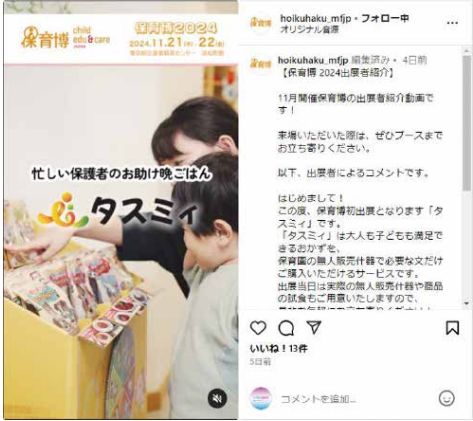 保育博
child
edu&care
保育博2024
2024.11.21(木)・22(金)
忙しい保護者のお助け晩ごはん
タスミィ
保育博
hoikuhaku_mfjp・フォロー中
オリジナル音源
保育博
hoikuhaku_mfjp 編集済み・4日前
【保育博 2024出展者紹介】
11月開催保育博の出展者紹介動画で
す！
来場いただいた際は、ぜひブースまで
お立ち寄りください。
以下、出展者によるコメントです。
はじめまして！
この度、保育博初出展となります「タ
スミィ」です。
「タスミィ」は大人も子どもも満足で
きるおかずを、
保育園の無人販売什器で必要な文だけ
ご購入いただけるサービスです。
出展当日は実際の無人販売什器や商品
の試食もご用意いたしますので、
いいね！13件
5日前
コメントを追加...